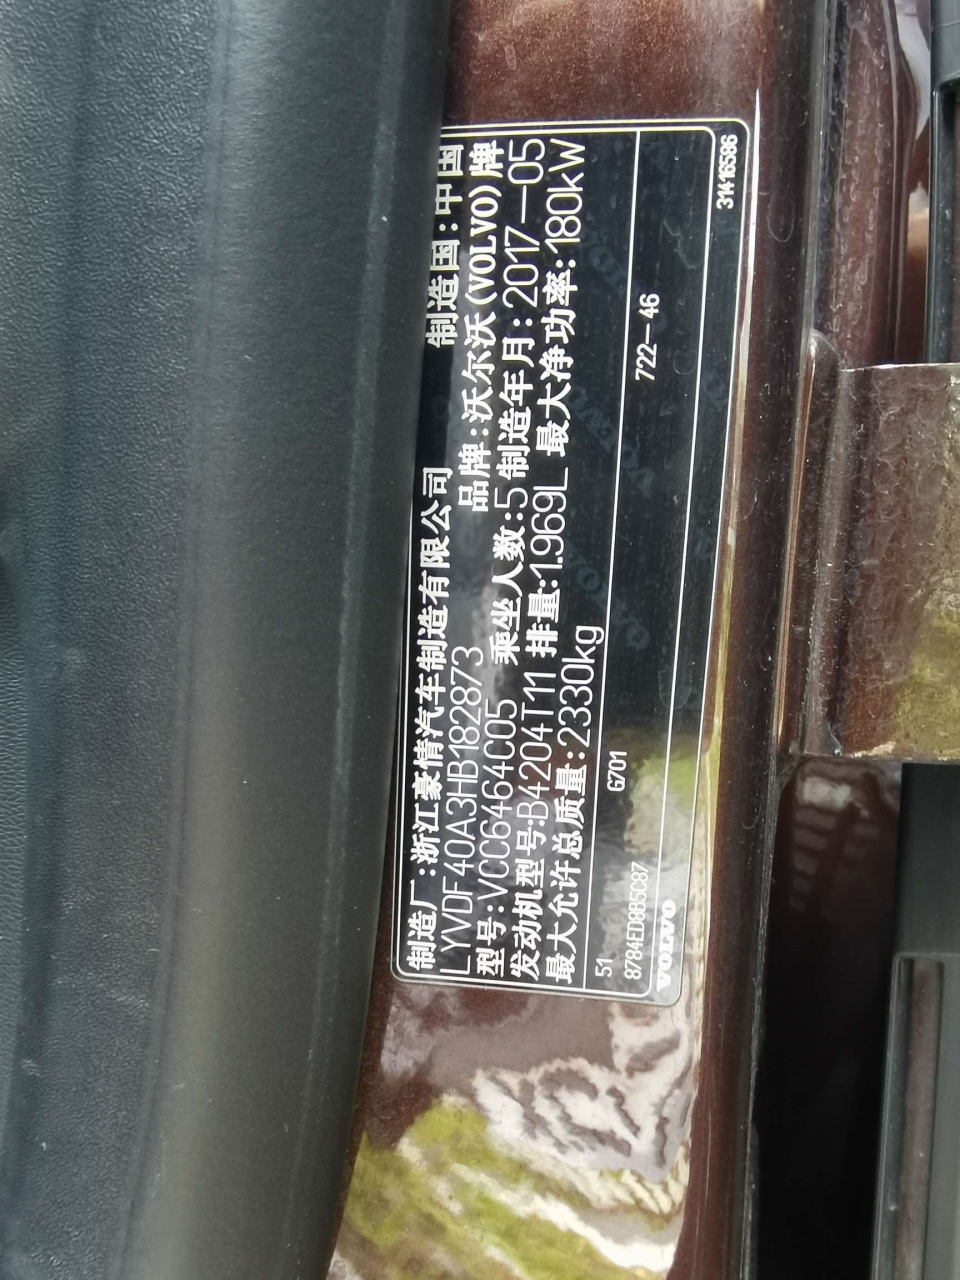 制造厂:浙江豪情汽车制造有限公司 制造国:中国
LYVDF40A3HB182873 品牌:沃尔沃(VOLVO)牌
型号:VCC6464C05 乘坐人数:5 制造年月:2017—05
发动机型号:B4204T11 排量:1.969L 最大净功率:180kW
最大允许总质量:2330kg
51 G701 722—46
8784ED8B5C87
VOLVO 31416586